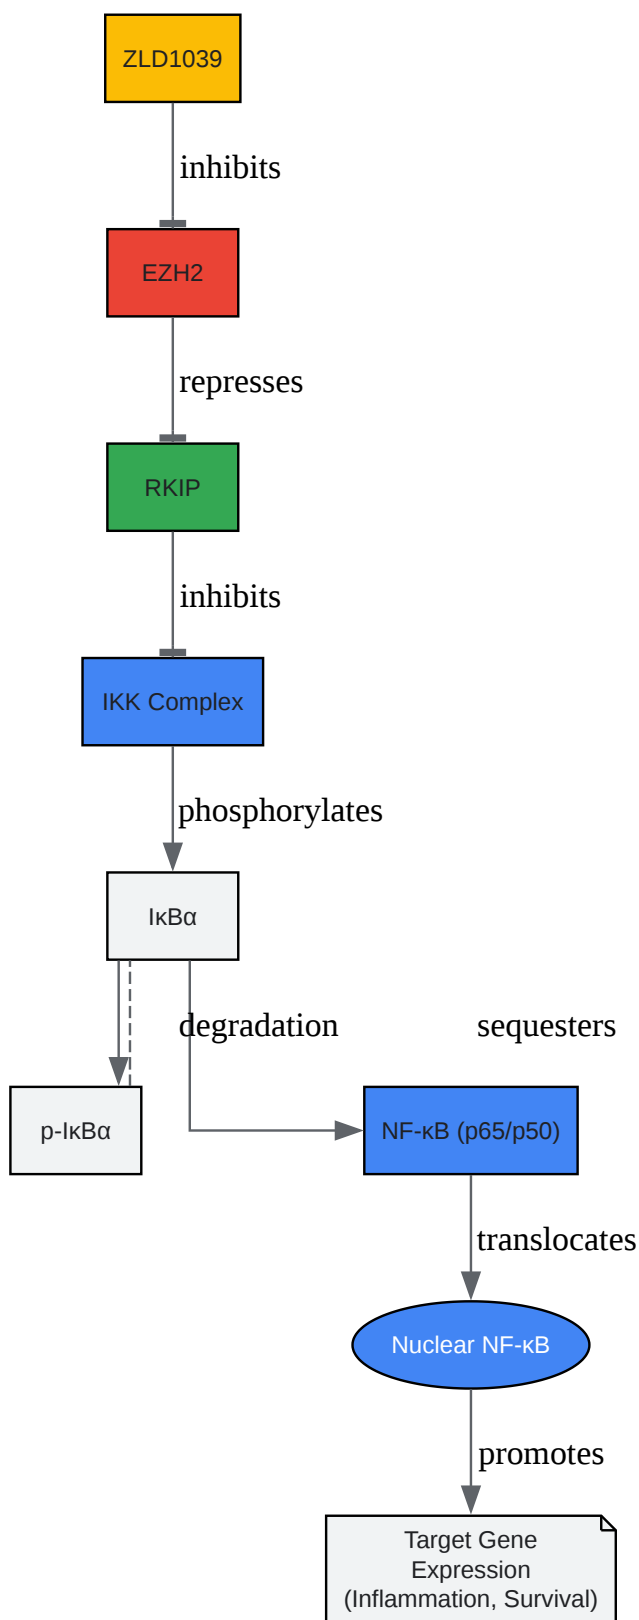 ZLD1039
inhibits
EZH2
represses
RKIP
inhibits
IKK Complex
phosphorylates
IκBα
degradation
sequesters
p-IκBα
NF-κB (p65/p50)
translocates
Nuclear NF-κB
promotes
Target Gene
Expression
(Inflammation, Survival)